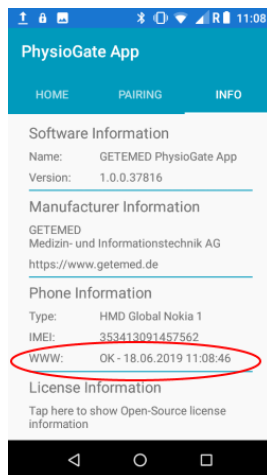 R 11:08
PhysioGate App
HOME PAIRING INFO
Software Information
Name: GETEMED PhysioGate App
Version: 1.0.0.37816
Manufacturer Information
GETEMED
Medizin- und Informationstechnik AG
https://www.getemed.de
Phone Information
Type: HMD Global Nokia 1
IMEI: 353413091457562
WWW: OK - 18.06.2019 11:08:46
License Information
Tap here to show Open-Source license
information